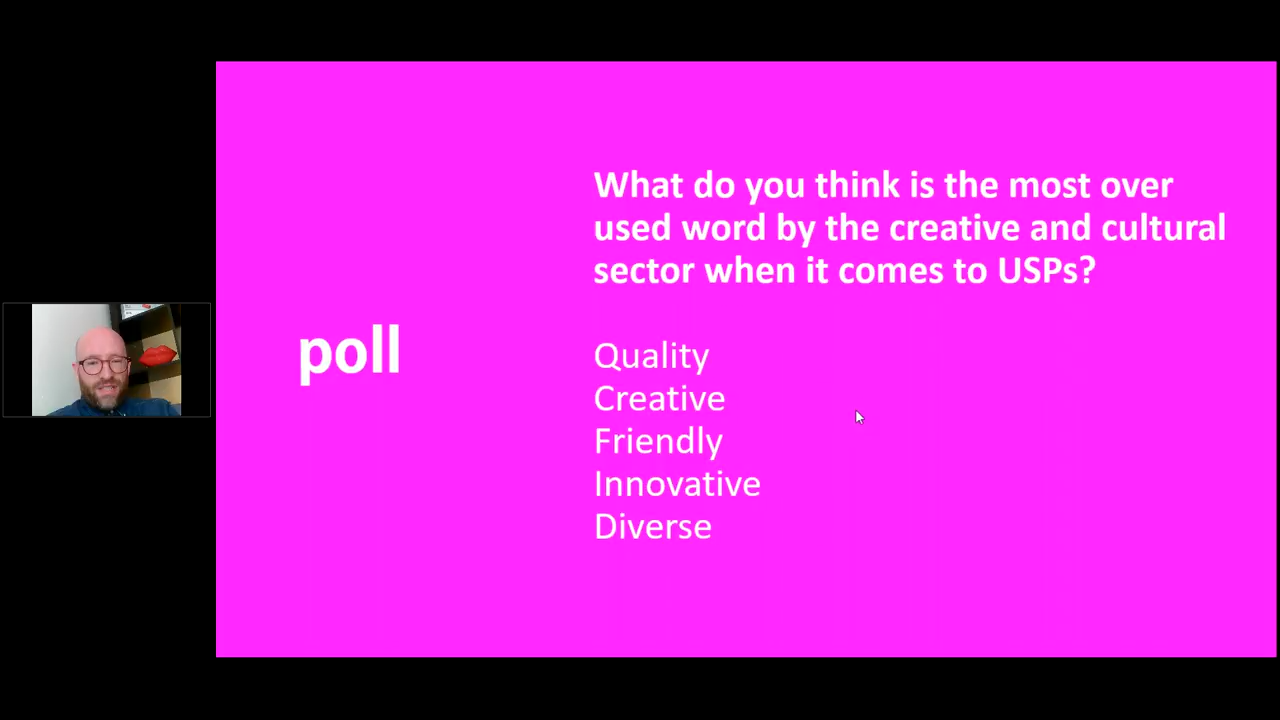 What do you think is the most over
used word by the creative and cultural
sector when it comes to USPs?
poll
Quality
Creative
Friendly
Innovative
Diverse